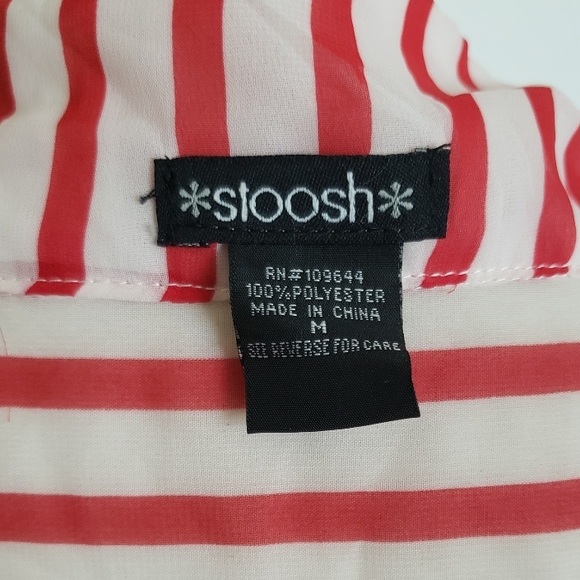 *stoosh*
RN#109644
100%POLYESTER
MADE IN CHINA
M
SEE REVERSE FOR CARE